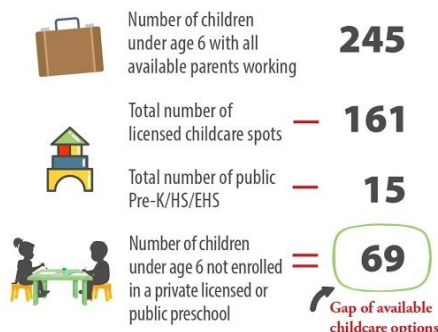 Number of children
under age 6 with all
available parents working
245
Total number of
licensed childcare spots
— 161
Total number of public
Pre-K/HS/EHS
— 15
Number of children
under age 6 not enrolled
in a private licensed or
public preschool
= 69
Gap of available
childcare options